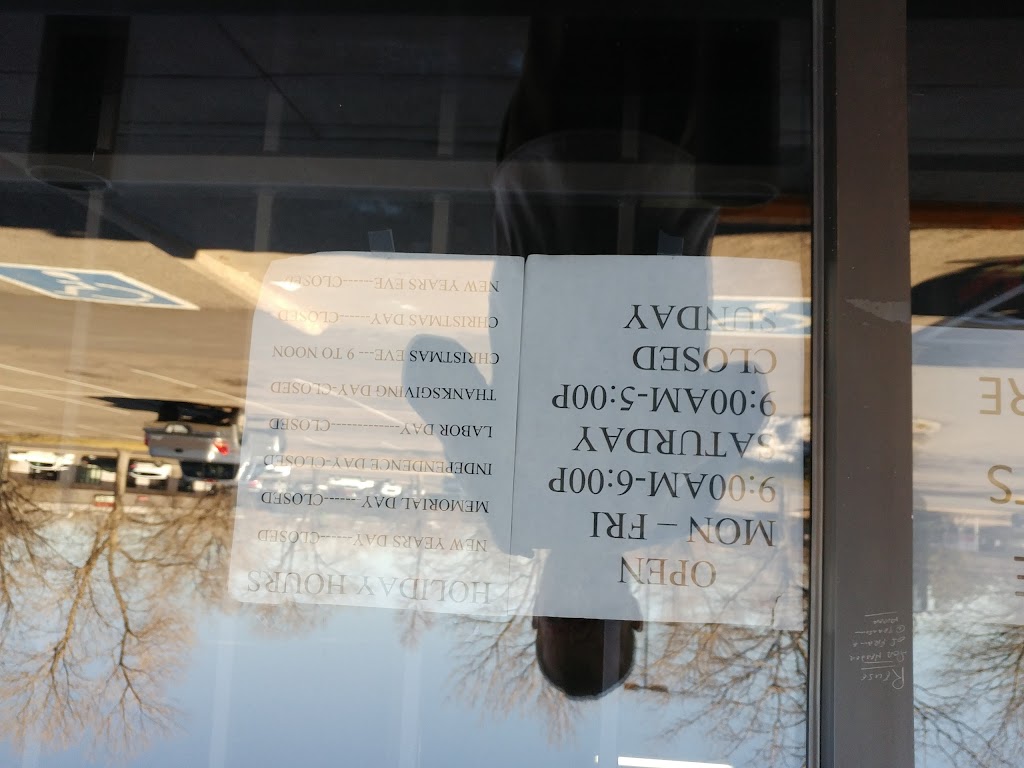 OPEN
MON – FRI
9:00AM-6:00P
SATURDAY
9:00AM-5:00P
CLOSED
SUNDAY
HOLIDAY HOURS
NEW YEARS DAY------CLOSED
MEMORIAL DAY -------CLOSED
INDEPENDENCE DAY-CLOSED
LABOR DAY---------------CLOSED
THANKSGIVING DAY-CLOSED
CHRISTMAS EVE--- 9 TO NOON
CHRISTMAS DAY-------CLOSED
NEW YEARS EVE------CLOSED
RE
S
Reuse